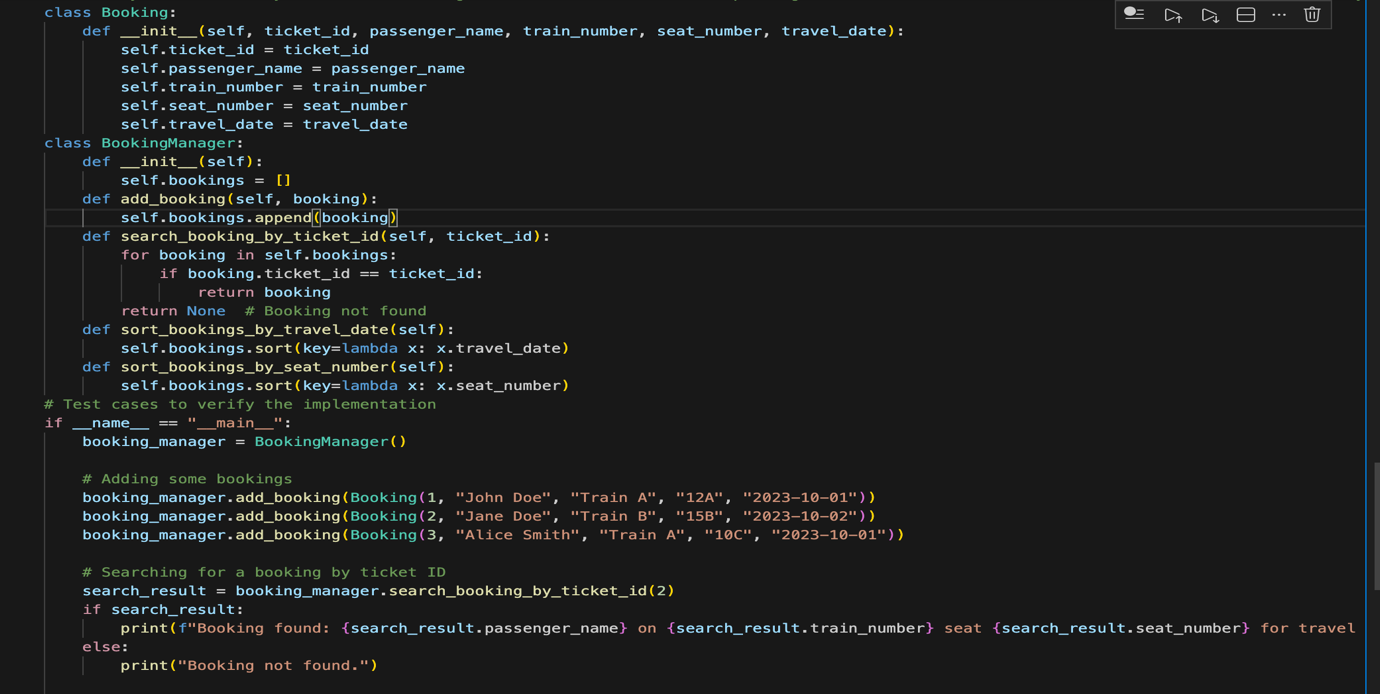 class Booking:
    def __init__(self, ticket_id, passenger_name, train_number, seat_number, travel_date):
        self.ticket_id = ticket_id
        self.passenger_name = passenger_name
        self.train_number = train_number
        self.seat_number = seat_number
        self.travel_date = travel_date
class BookingManager:
    def __init__(self):
        self.bookings = []
    def add_booking(self, booking):
        self.bookings.append(booking)
    def search_booking_by_ticket_id(self, ticket_id):
        for booking in self.bookings:
            if booking.ticket_id == ticket_id:
                return booking
        return None  # Booking not found
    def sort_bookings_by_travel_date(self):
        self.bookings.sort(key=lambda x: x.travel_date)
    def sort_bookings_by_seat_number(self):
        self.bookings.sort(key=lambda x: x.seat_number)
# Test cases to verify the implementation
if __name__ == "__main__":
    booking_manager = BookingManager()
    # Adding some bookings
    booking_manager.add_booking(Booking(1, "John Doe", "Train A", "12A", "2023-10-01"))
    booking_manager.add_booking(Booking(2, "Jane Doe", "Train B", "15B", "2023-10-02"))
    booking_manager.add_booking(Booking(3, "Alice Smith", "Train A", "10C", "2023-10-01"))
    # Searching for a booking by ticket ID
    search_result = booking_manager.search_booking_by_ticket_id(2)
    if search_result:
        print(f"Booking found: {search_result.passenger_name} on {search_result.train_number} seat {search_result.seat_number} for travel
    else:
        print("Booking not found.")